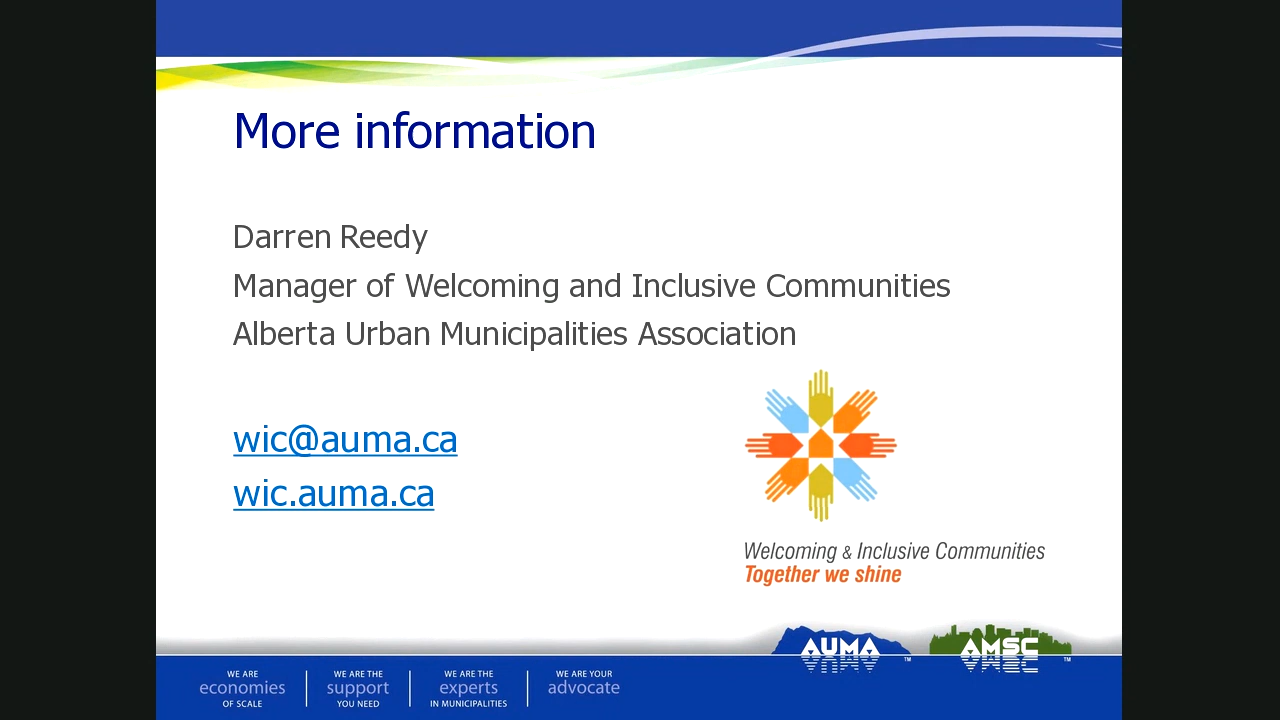 More information
Darren Reedy
Manager of Welcoming and Inclusive Communities
Alberta Urban Municipalities Association
wic@auma.ca
wic.auma.ca
Welcoming & Inclusive Communities
Together we shine
AUMA ™
AMSC ™
WE ARE
economies
OF SCALE
WE ARE THE
support
YOU NEED
WE ARE THE
experts
IN MUNICIPALITIES
WE ARE YOUR
advocate